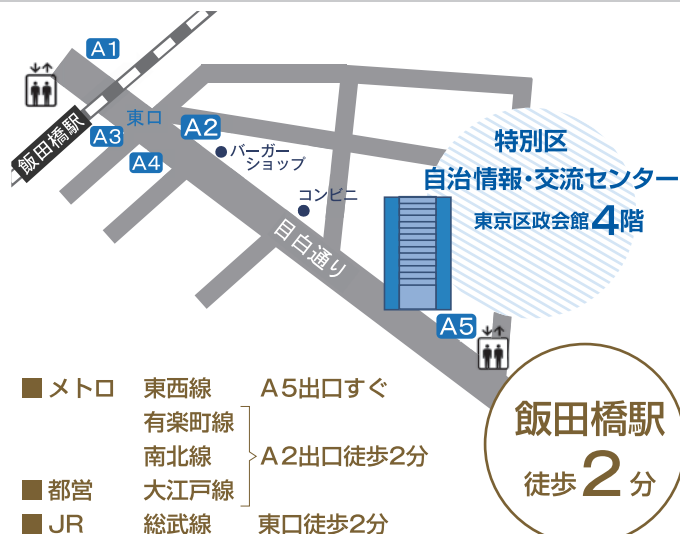 A1
飯田橋駅
東口
A3
A2
A4
バーガー
ショップ
コンビニ
目白通り
特別区
自治情報・交流センター
東京区政会館4階
A5
■メトロ 東西線 A5出口すぐ
有楽町線
南北線 A2出口徒歩2分
■都営 大江戸線
■JR 総武線 東口徒歩2分
飯田橋駅
徒歩2分